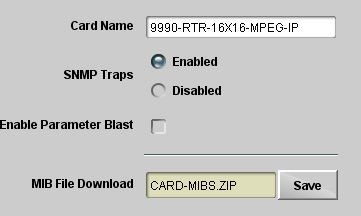 Card Name 9990-RTR-16X16-MPEG-IP
SNMP Traps Enabled
Disabled
Enable Parameter Blast
MIB File Download CARD-MIBS.ZIP Save